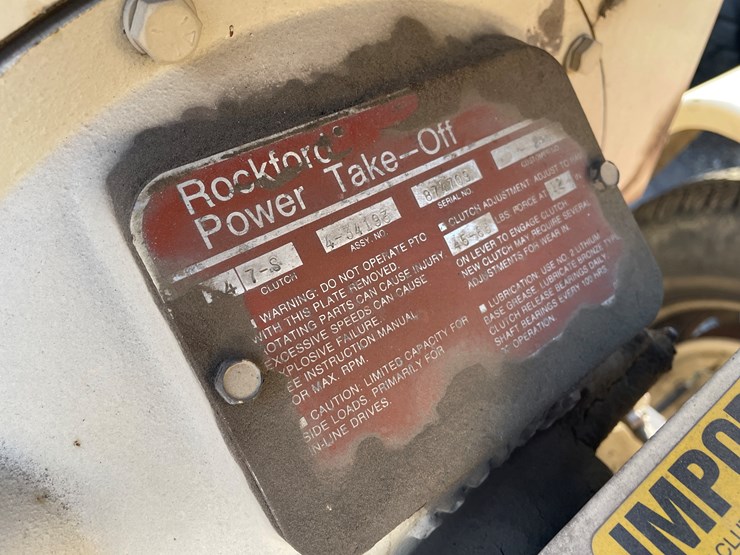 Rockford
Power Take-Off
7-S
CLUTCH
ASSY. NO.
SERIAL NO.
WARNING: DO NOT OPERATE PTO
WITH THIS PLATE REMOVED.
ROTATING PARTS CAN CAUSE INJURY.
EXCESSIVE SPEEDS CAN CAUSE
EXPLOSIVE FAILURE.
SEE INSTRUCTION MANUAL
FOR MAX. RPM.
CAUTION: LIMITED CAPACITY FOR
SIDE LOADS, PRIMARILY FOR
IN-LINE DRIVES.
CLUTCH ADJUSTMENT: ADJUST TO
LBS. FORCE AT 12 IN
ON LEVER TO ENGAGE CLUTCH.
NEW CLUTCH MAY REQUIRE SEVERAL
ADJUSTMENTS FOR WEAR IN.
LUBRICATION: USE NO. 2 LITHIUM
BASE GREASE. LUBRICATE BRONZE TYPE
CLUTCH RELEASE BEARINGS DAILY.
SHAFT BEARINGS EVERY 100 HRS.
OPERATION.
IMPO
CLU